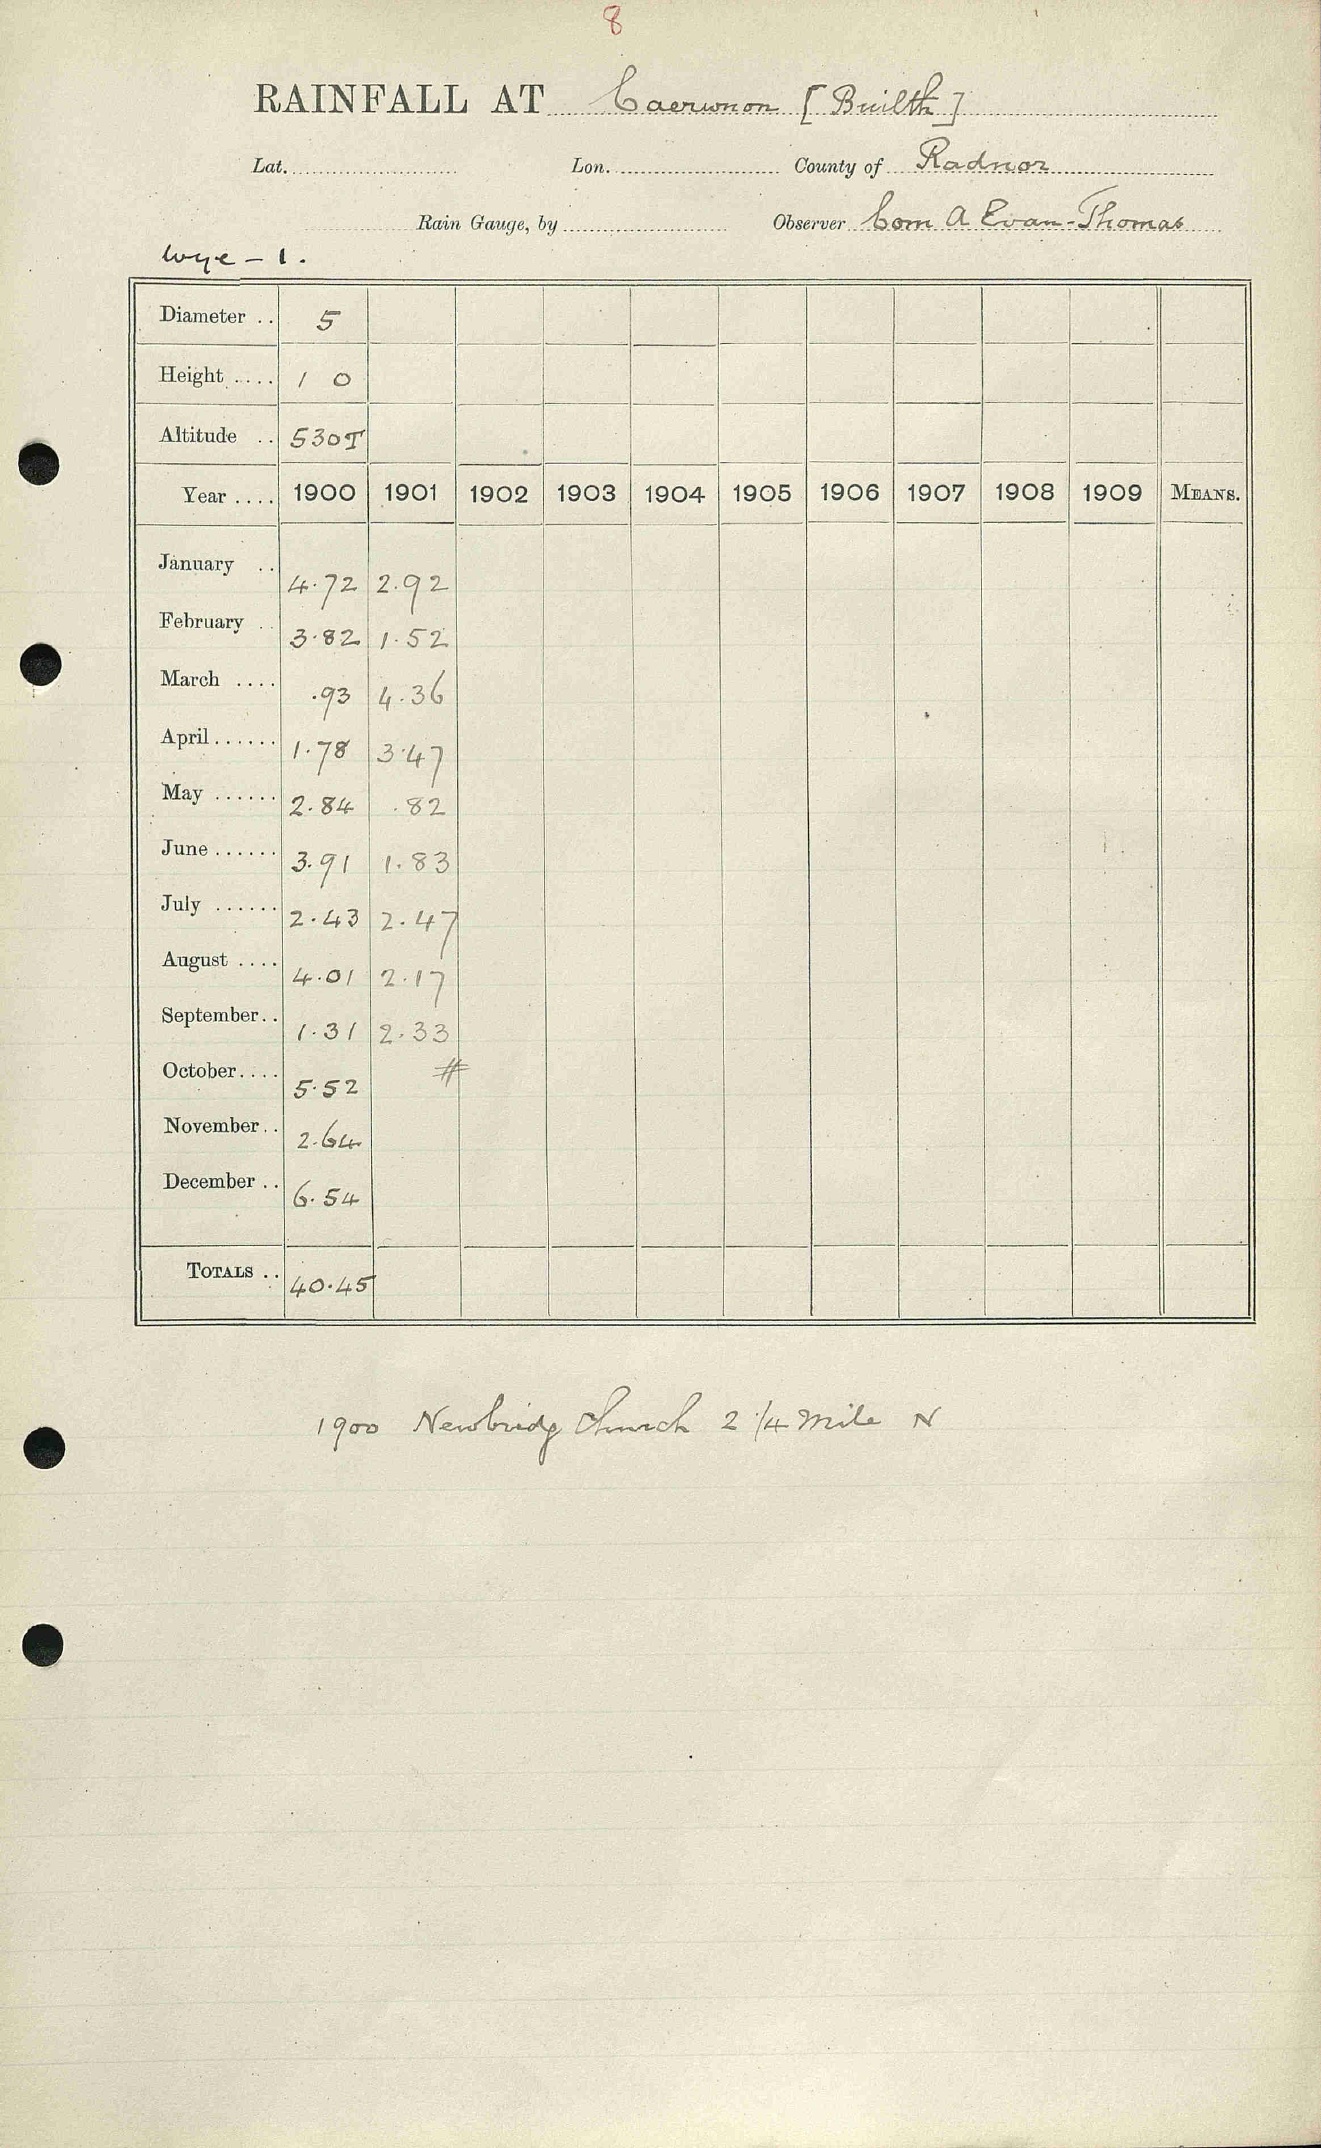 8
RAINFALL AT Caerwnon [Builth]
Lat. Lon. County of Radnor
Rain Gauge, by Observer Com A Evan-Thomas
Wye - 1.
Diameter .. 5
Height .... 1 0
Altitude .. 530T
Year .... 1900 1901 1902 1903 1904 1905 1906 1907 1908 1909 MEANS.
January .. 4.72 2.92
February .. 3.82 1.52
March .... .93 4.36
April...... 1.78 3.47
May ...... 2.84 .82
June...... 3.91 1.83
July ...... 2.43 2.47
August .... 4.01 2.17
September.. 1.31 2.33
October.... 5.52 #
November.. 2.64
December .. 6.54
TOTALS .. 40.45
1900 Newbridg Church 2 1/4 Mile N